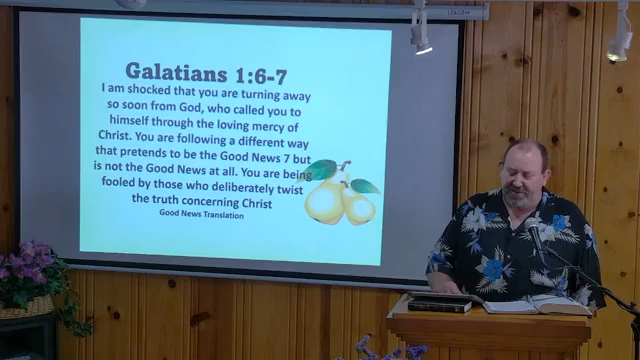 Galatians 1:6-7
I am shocked that you are turning away
so soon from God, who called you to
himself through the loving mercy of
Christ. You are following a different way
that pretends to be the Good News 7 but
is not the Good News at all. You are being
fooled by those who deliberately twist
the truth concerning Christ
Good News Translation